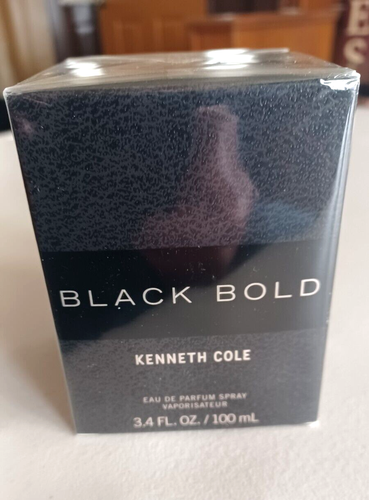 BLACK BOLD
KENNETH COLE
EAU DE PARFUM SPRAY
VAPORISATEUR
3.4 FL. OZ. / 100 mL